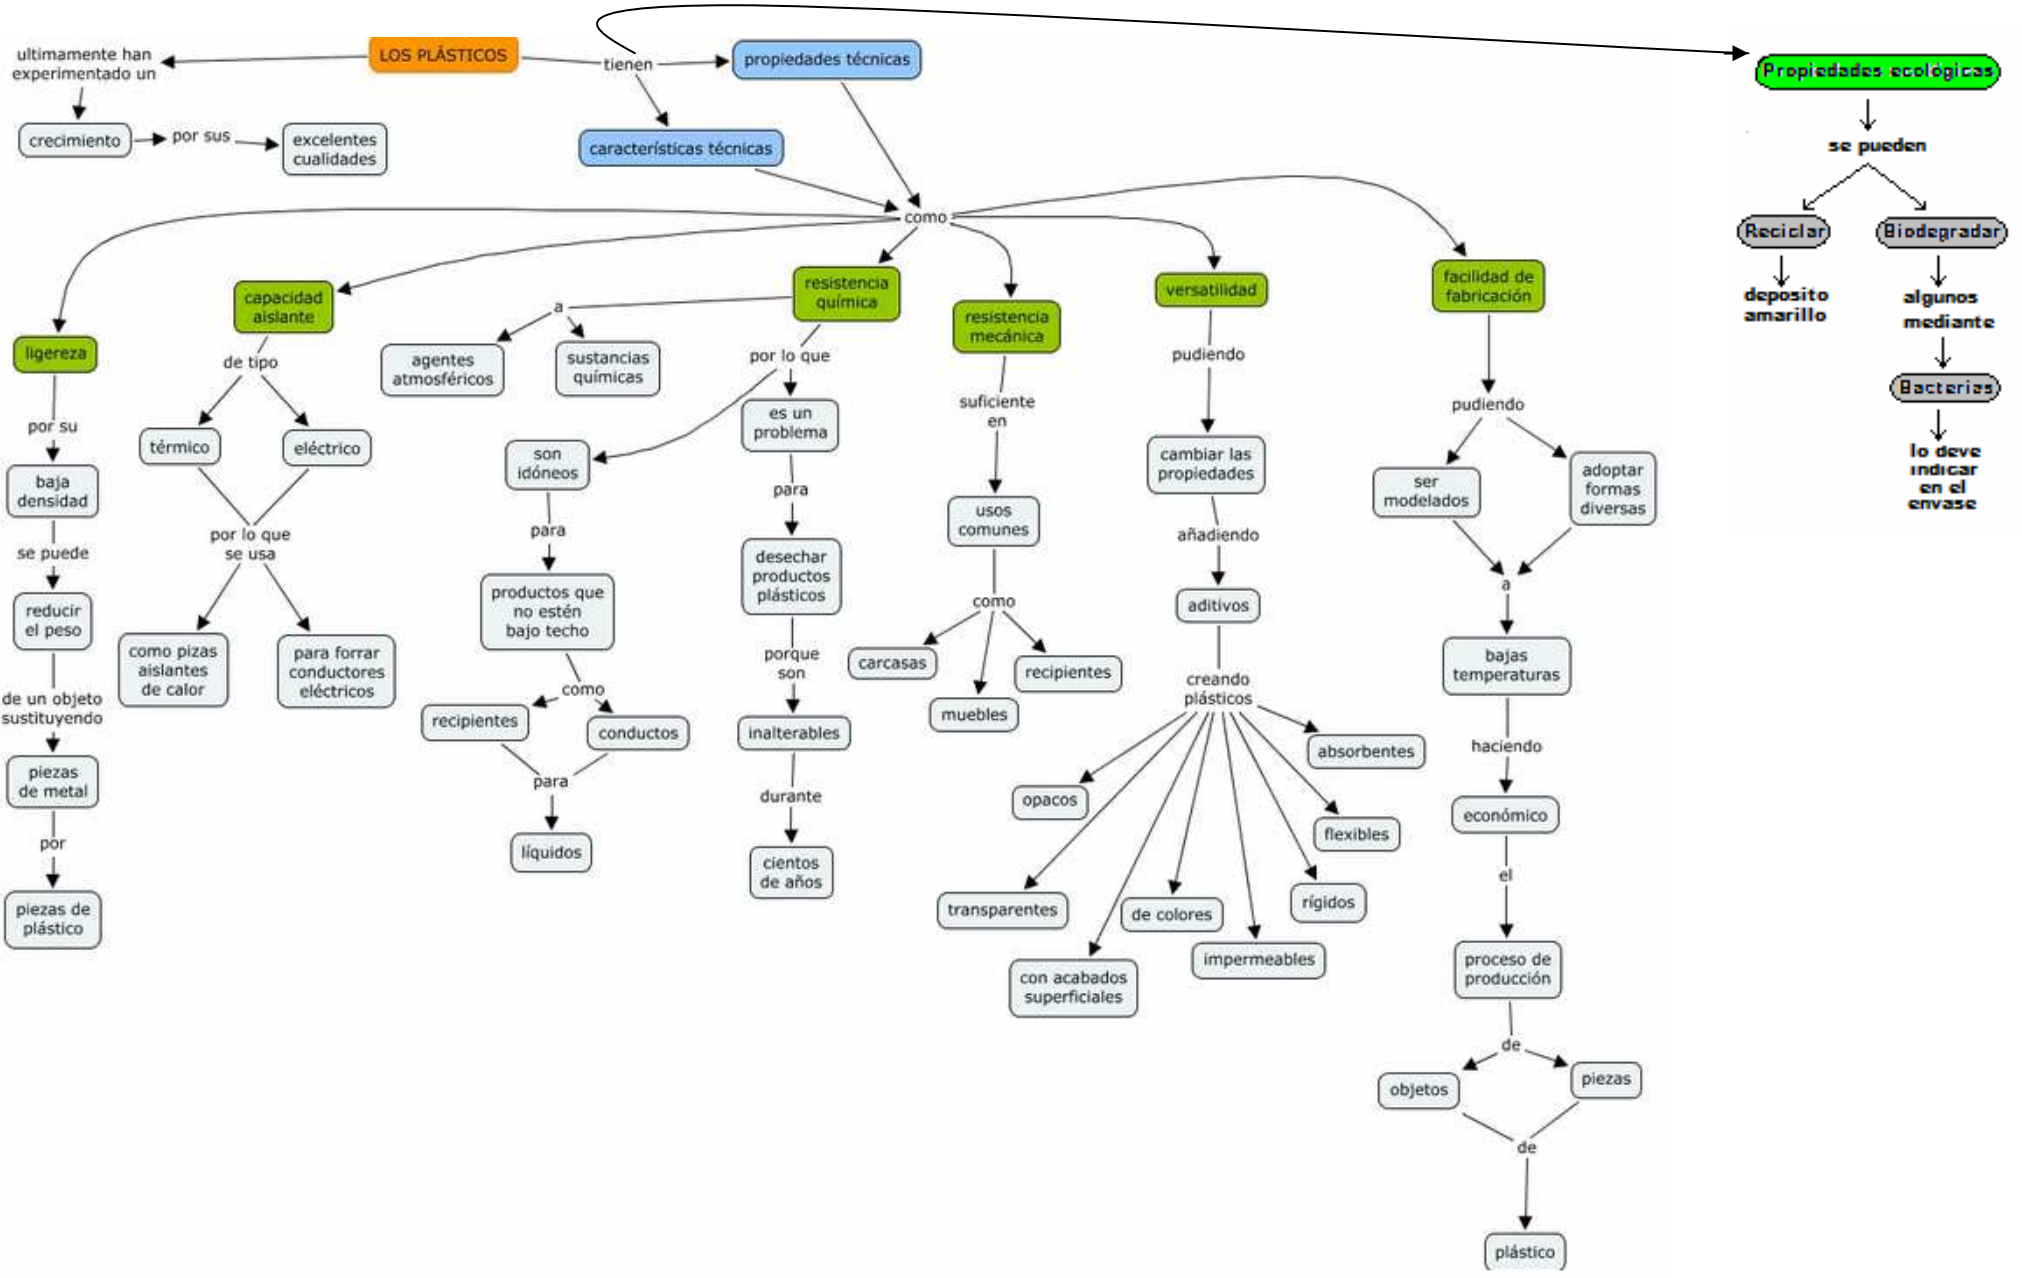 LOS PLÁSTICOS
ultimamente han
experimentado un
crecimiento
por sus
excelentes
cualidades
tienen
propiedades técnicas
características técnicas
como
ligereza
por su
baja
densidad
se puede
reducir
el peso
de un objeto
sustituyendo
piezas
de metal
por
piezas de
plástico
capacidad
aislante
de tipo
térmico
eléctrico
por lo que
se usa
como pizas
aislantes
de calor
para forrar
conductores
eléctricos
resistencia
química
a
agentes
atmosféricos
sustancias
químicas
por lo que
son
idóneos
para
productos que
no estén
bajo techo
como
recipientes
conductos
para
líquidos
es un
problema
para
desechar
productos
plásticos
porque
son
inalterables
durante
cientos
de años
resistencia
mecánica
suficiente
en
usos
comunes
como
carcasas
muebles
recipientes
versatilidad
pudiendo
cambiar las
propiedades
añadiendo
aditivos
creando
plásticos
opacos
transparentes
con acabados
superficiales
de colores
impermeables
rígidos
flexibles
absorbentes
facilidad de
fabricación
pudiendo
ser
modelados
adoptar
formas
diversas
a
bajas
temperaturas
haciendo
económico
el
proceso de
producción
de
objetos
piezas
de
plástico
Propiedades ecológicas
se pueden
Reciclar
deposito
amarillo
Biodegradar
algunos
mediante
Bacterias
lo deve
indicar
en el
envase